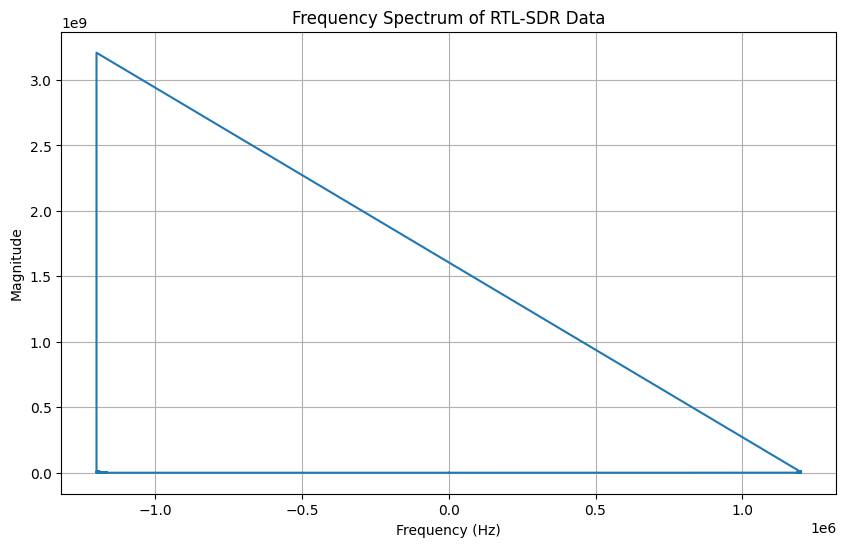 Frequency Spectrum of RTL-SDR Data
1e9
3.0
2.5
2.0
1.5
1.0
0.5
0.0
Magnitude
−1.0 −0.5 0.0 0.5 1.0
1e6
Frequency (Hz)